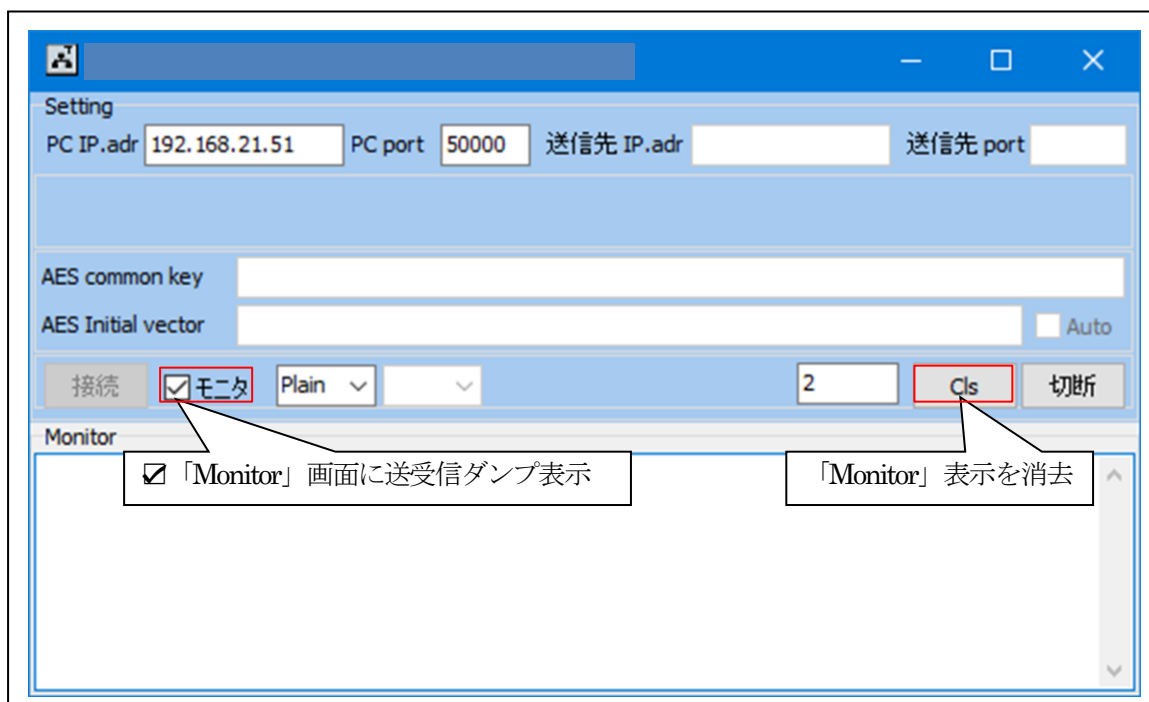 Setting
PC IP.adr 192.168.21.51 PC port 50000 送信先 IP.adr 送信先 port
AES common key
AES Initial vector Auto
接続 モニタ Plain 2 Cls 切断
Monitor
☑「Monitor」画面に送受信ダンプ表示 「Monitor」表示を消去